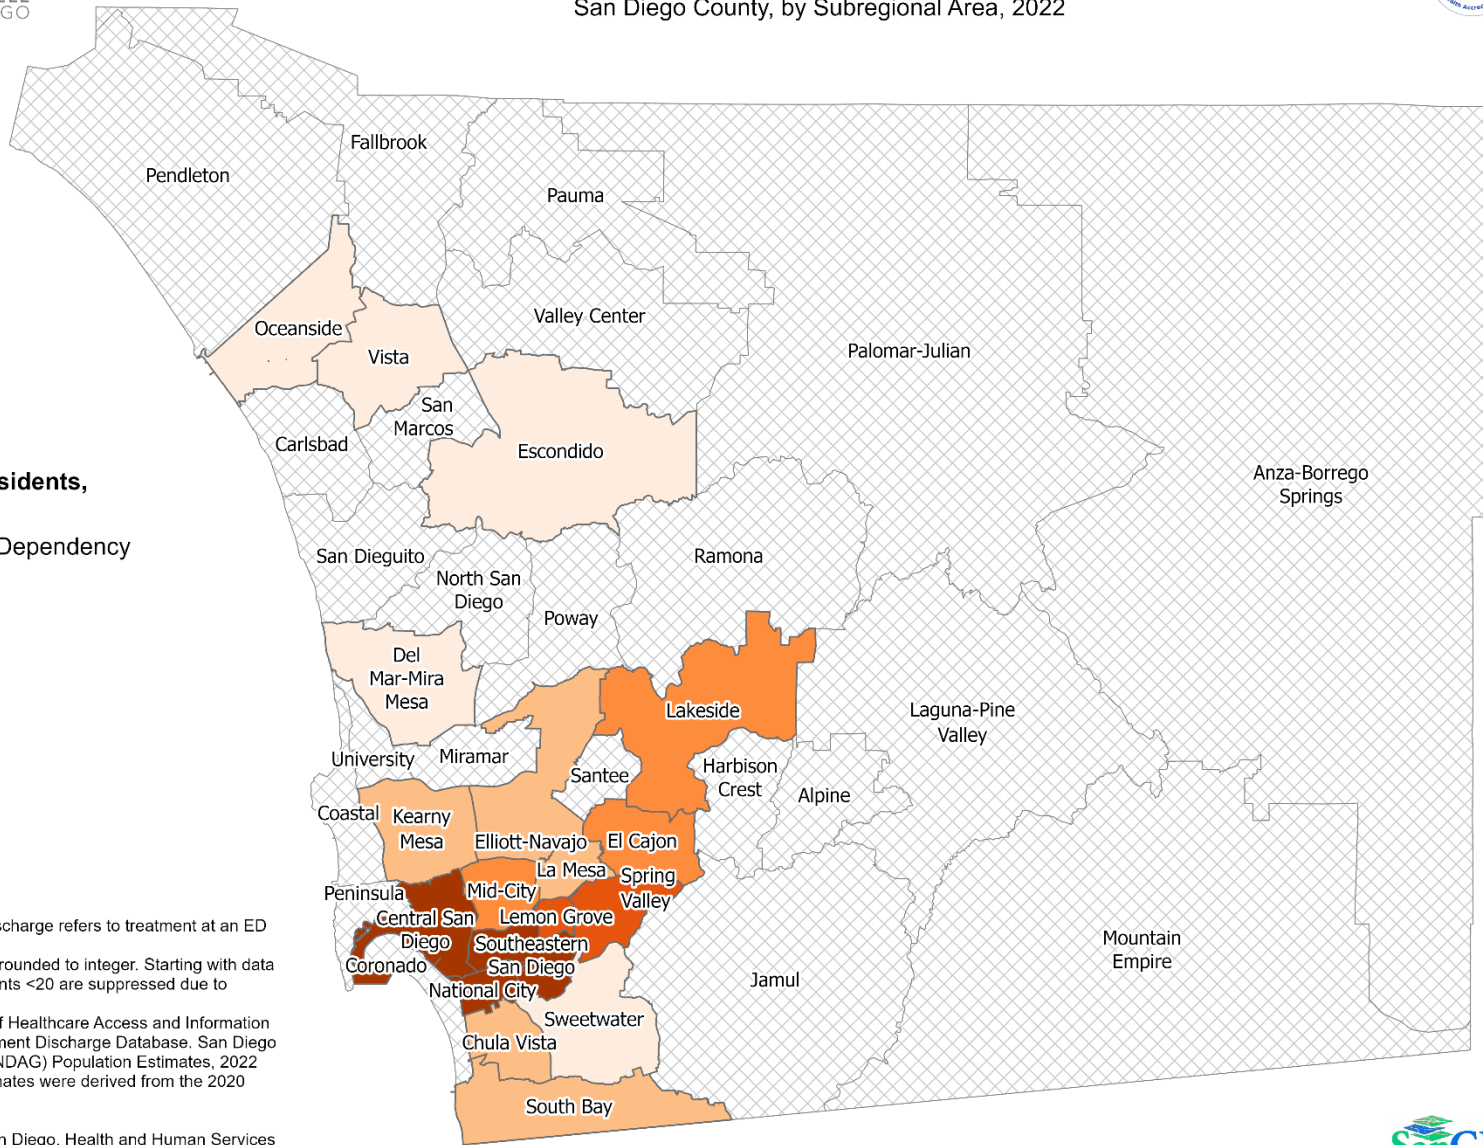 GO
San Diego County, by Subregional Area, 2022
Fallbrook
Pendleton
Pauma
Oceanside
Valley Center
Vista
Palomar-Julian
San
Marcos
Carlsbad
Escondido
Anza-Borrego
Springs
sidents,
Dependency
San Dieguito
Ramona
North San
Diego
Poway
Del
Mar-Mira
Mesa
Lakeside
Laguna-Pine
Valley
University
Miramar
Santee
Harbison
Crest
Alpine
Coastal
Kearny
Mesa
Elliott-Navajo
El Cajon
La Mesa
Spring
Valley
Peninsula
Mid-City
Central San
Diego
Lemon Grove
Southeastern
San Diego
Coronado
National City
Mountain
Empire
Jamul
Sweetwater
Chula Vista
South Bay
scharge refers to treatment at an ED
rounded to integer. Starting with data
nts <20 are suppressed due to
f Healthcare Access and Information
ment Discharge Database. San Diego
NDAG) Population Estimates, 2022
mates were derived from the 2020
n Diego, Health and Human Services